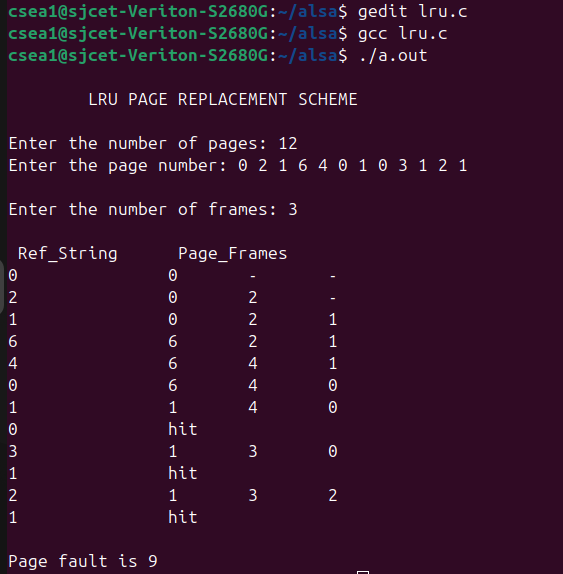 csea1@sjcet-Veriton-S2680G:~/alsa$ gedit lru.c
csea1@sjcet-Veriton-S2680G:~/alsa$ gcc lru.c
csea1@sjcet-Veriton-S2680G:~/alsa$ ./a.out
LRU PAGE REPLACEMENT SCHEME
Enter the number of pages: 12
Enter the page number: 0 2 1 6 4 0 1 0 3 1 2 1
Enter the number of frames: 3
Ref_String Page_Frames
0 0 - -
2 0 2 -
1 0 2 1
6 6 2 1
4 6 4 1
0 6 4 0
1 1 4 0
0 hit
3 1 3 0
1 hit
2 1 3 2
1 hit
Page fault is 9